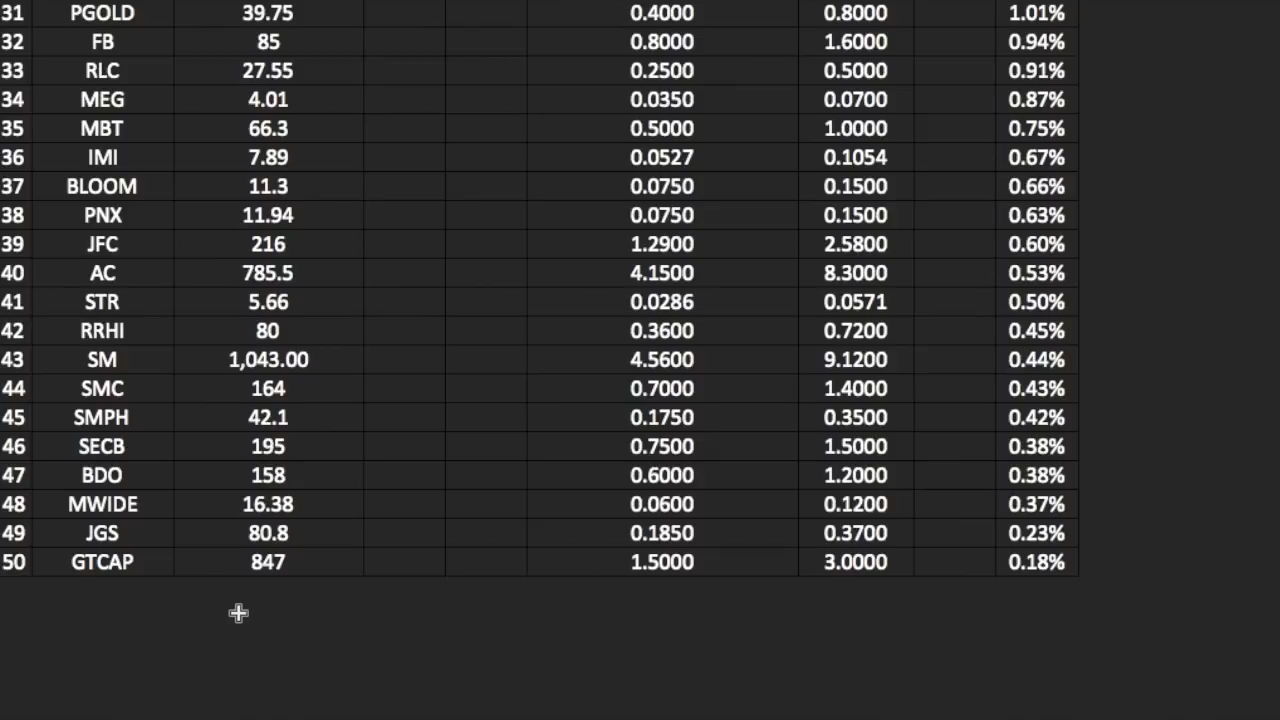 31 PGOLD 39.75 0.4000 0.8000 1.01%
32 FB 85 0.8000 1.6000 0.94%
33 RLC 27.55 0.2500 0.5000 0.91%
34 MEG 4.01 0.0350 0.0700 0.87%
35 MBT 66.3 0.5000 1.0000 0.75%
36 IMI 7.89 0.0527 0.1054 0.67%
37 BLOOM 11.3 0.0750 0.1500 0.66%
38 PNX 11.94 0.0750 0.1500 0.63%
39 JFC 216 1.2900 2.5800 0.60%
40 AC 785.5 4.1500 8.3000 0.53%
41 STR 5.66 0.0286 0.0571 0.50%
42 RRHI 80 0.3600 0.7200 0.45%
43 SM 1,043.00 4.5600 9.1200 0.44%
44 SMC 164 0.7000 1.4000 0.43%
45 SMPH 42.1 0.1750 0.3500 0.42%
46 SECB 195 0.7500 1.5000 0.38%
47 BDO 158 0.6000 1.2000 0.38%
48 MWIDE 16.38 0.0600 0.1200 0.37%
49 JGS 80.8 0.1850 0.3700 0.23%
50 GTCAP 847 1.5000 3.0000 0.18%